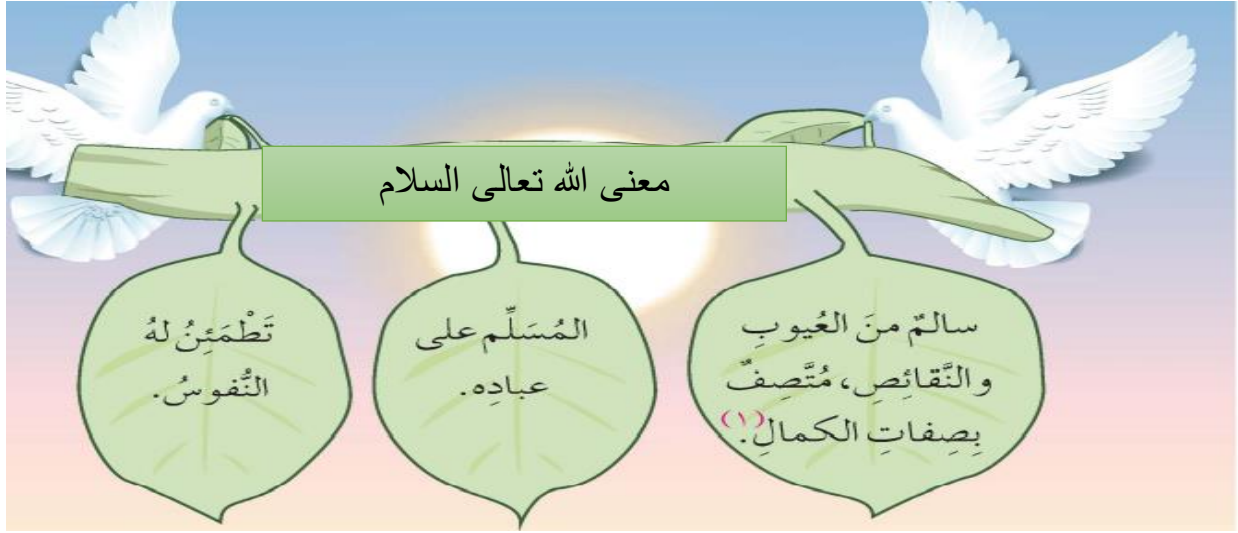 معنى الله تعالى السلام
سالمٌ منَ العُيوبِ
والنَّقائِصِ، مُتَّصِفٌ
بِصِفاتِ الكمالِ(١).
المُسَلِّم على
عبادِه.
تَطْمَئِنُ لهُ
النُّفوسُ.